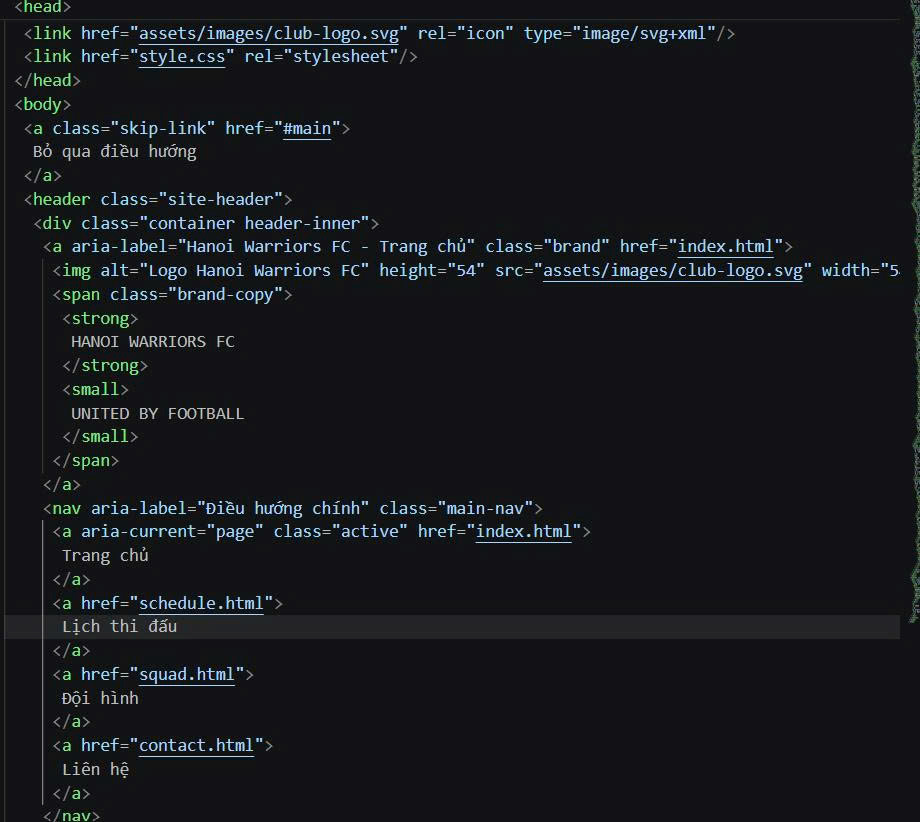 <head>
<link href="assets/images/club-logo.svg" rel="icon" type="image/svg+xml"/>
<link href="style.css" rel="stylesheet"/>
</head>
<body>
<a class="skip-link" href="#main">
Bỏ qua điều hướng
</a>
<header class="site-header">
<div class="container header-inner">
<a aria-label="Hanoi Warriors FC - Trang chủ" class="brand" href="index.html">
<img alt="Logo Hanoi Warriors FC" height="54" src="assets/images/club-logo.svg" width="5
<span class="brand-copy">
<strong>
HANOI WARRIORS FC
</strong>
<small>
UNITED BY FOOTBALL
</small>
</span>
</a>
<nav aria-label="Điều hướng chính" class="main-nav">
<a aria-current="page" class="active" href="index.html">
Trang chủ
</a>
<a href="schedule.html">
Lịch thi đấu
</a>
<a href="squad.html">
Đội hình
</a>
<a href="contact.html">
Liên hệ
</a>
</nav>